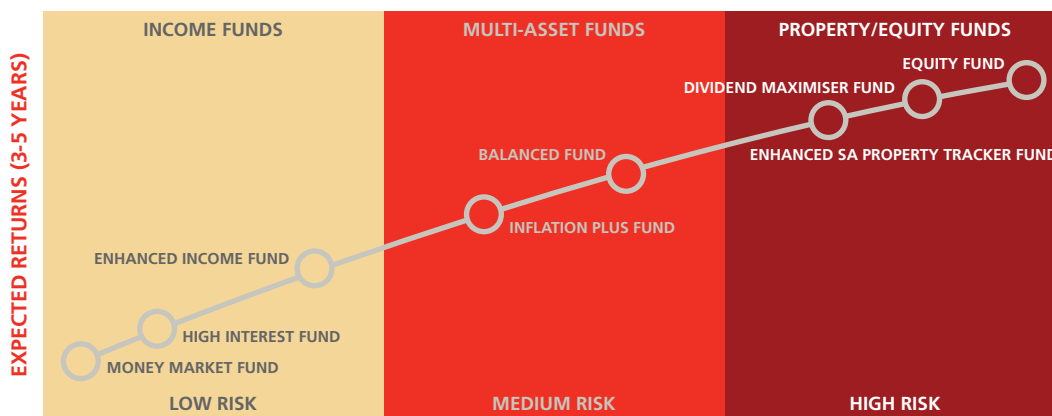 EXPECTED RETURNS (3-5 YEARS)
INCOME FUNDS
MULTI-ASSET FUNDS
PROPERTY/EQUITY FUNDS
EQUITY FUND
DIVIDEND MAXIMISER FUND
ENHANCED SA PROPERTY TRACKER FUND
BALANCED FUND
INFLATION PLUS FUND
ENHANCED INCOME FUND
HIGH INTEREST FUND
MONEY MARKET FUND
LOW RISK
MEDIUM RISK
HIGH RISK